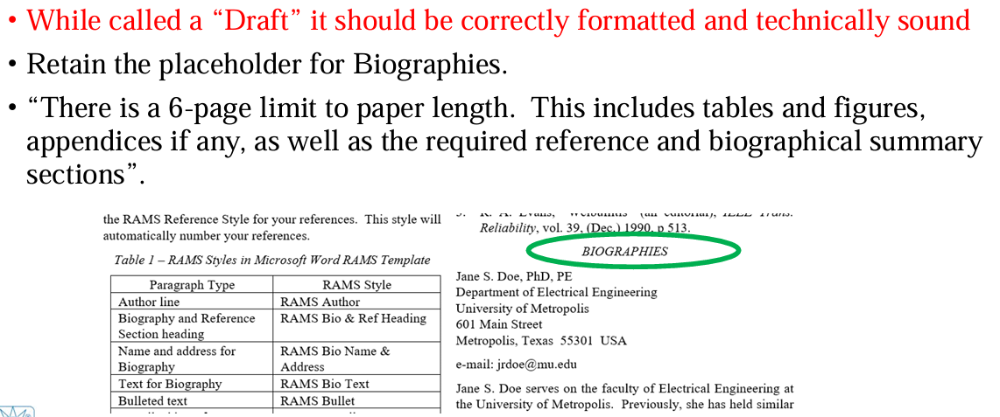 • While called a “Draft” it should be correctly formatted and technically sound
• Retain the placeholder for Biographies.
• “There is a 6-page limit to paper length.  This includes tables and figures,
appendices if any, as well as the required reference and biographical summary
sections”.
the RAMS Reference Style for your references.  This style will
automatically number your references.
Table 1 – RAMS Styles in Microsoft Word RAMS Template
Paragraph Type RAMS Style
Author line RAMS Author
Biography and Reference RAMS Bio & Ref Heading
Section heading
Name and address for RAMS Bio Name &
Biography Address
Text for Biography RAMS Bio Text
Bulleted text RAMS Bullet
Reliability, vol. 39, (Dec.) 1990, p 513.
BIOGRAPHIES
Jane S. Doe, PhD, PE
Department of Electrical Engineering
University of Metropolis
601 Main Street
Metropolis, Texas  55301  USA
e-mail: jrdoe@mu.edu
Jane S. Doe serves on the faculty of Electrical Engineering at
the University of Metropolis.  Previously, she has held similar